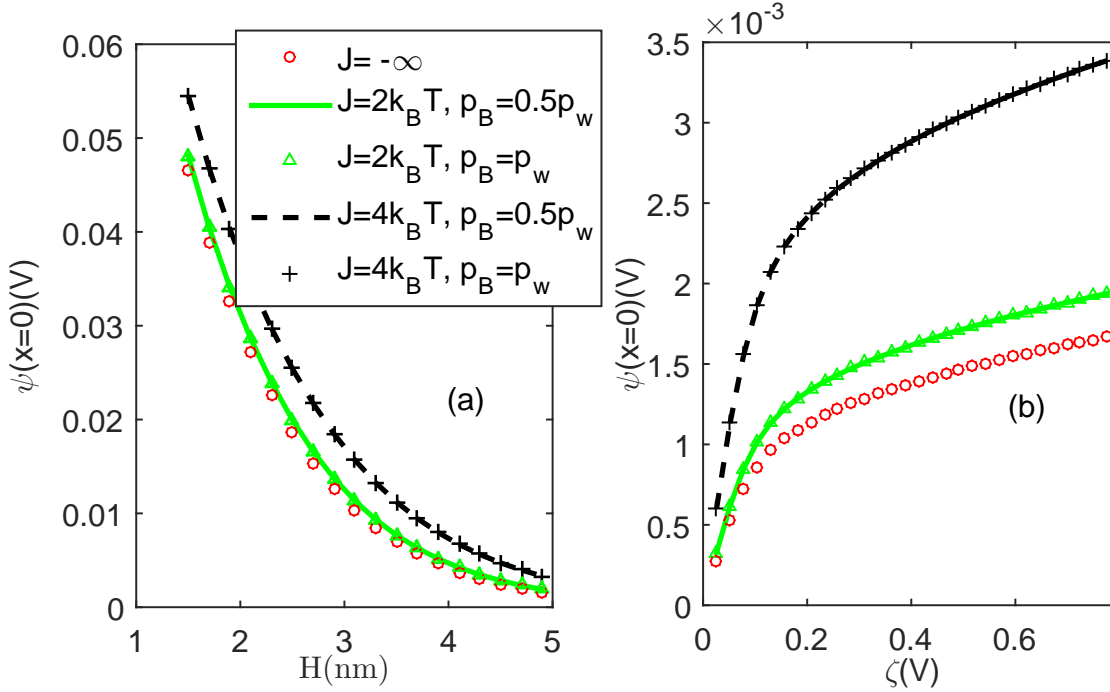 0.06
0.05
0.04
0.03
0.02
0.01
0
1
2
3
4
5
H(nm)
ψ(x=0)(V)
(a)
J= -∞
J=2k_BT, p_B=0.5p_w
J=2k_BT, p_B=p_w
J=4k_BT, p_B=0.5p_w
J=4k_BT, p_B=p_w
×10^-3
3.5
3
2.5
2
1.5
1
0.5
0
0
0.2
0.4
0.6
ζ(V)
ψ(x=0)(V)
(b)